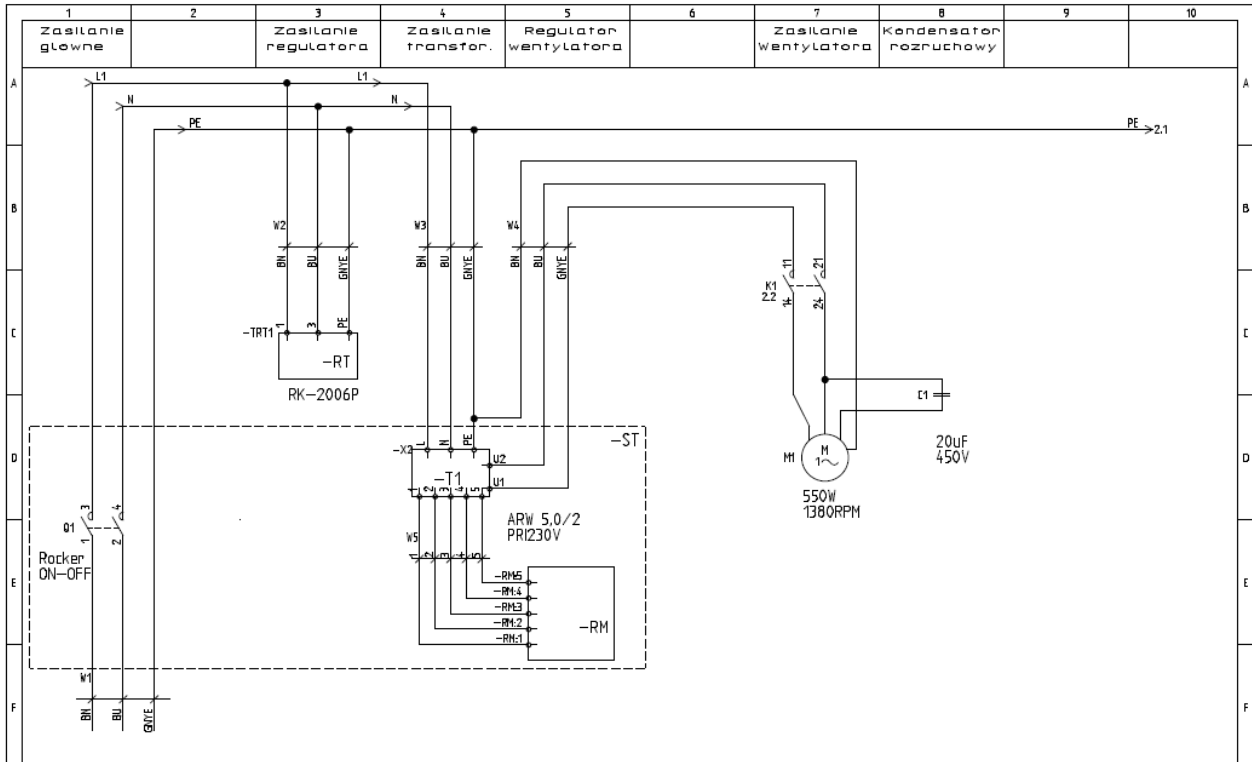 1 2 3 4 5 6 7 8 9 10
Zasilanie
glowne
Zasilanie
regulatora
Zasilanie
transfor.
Regulator
wentylatora
Zasilanie
Wentylatora
Kondensator
rozruchowy
A L1 L1 A
N N
PE PE 2.1
B W2 W3 W4 B
BN BU GNYE BN BU GNYE BN BU GNYE
11 21
K1
2.2
14 24
C 1 3 PE C
-TRT1
-RT
RK-2006P
C1
20uF
450V
D -ST D
L N PE
-X2
U2
-T1
U1
1 2 3 4 5
M1
M
1~
550W
1380RPM
ARW 5,0/2
PRI230V
3 4
Q1
1 2
Rocker
ON-OFF
W5
1 2 3 4 5
E E
-RM:5
-RM:4
-RM:3
-RM:2
-RM:1
-RM
W1
F F
BN BU GNYE